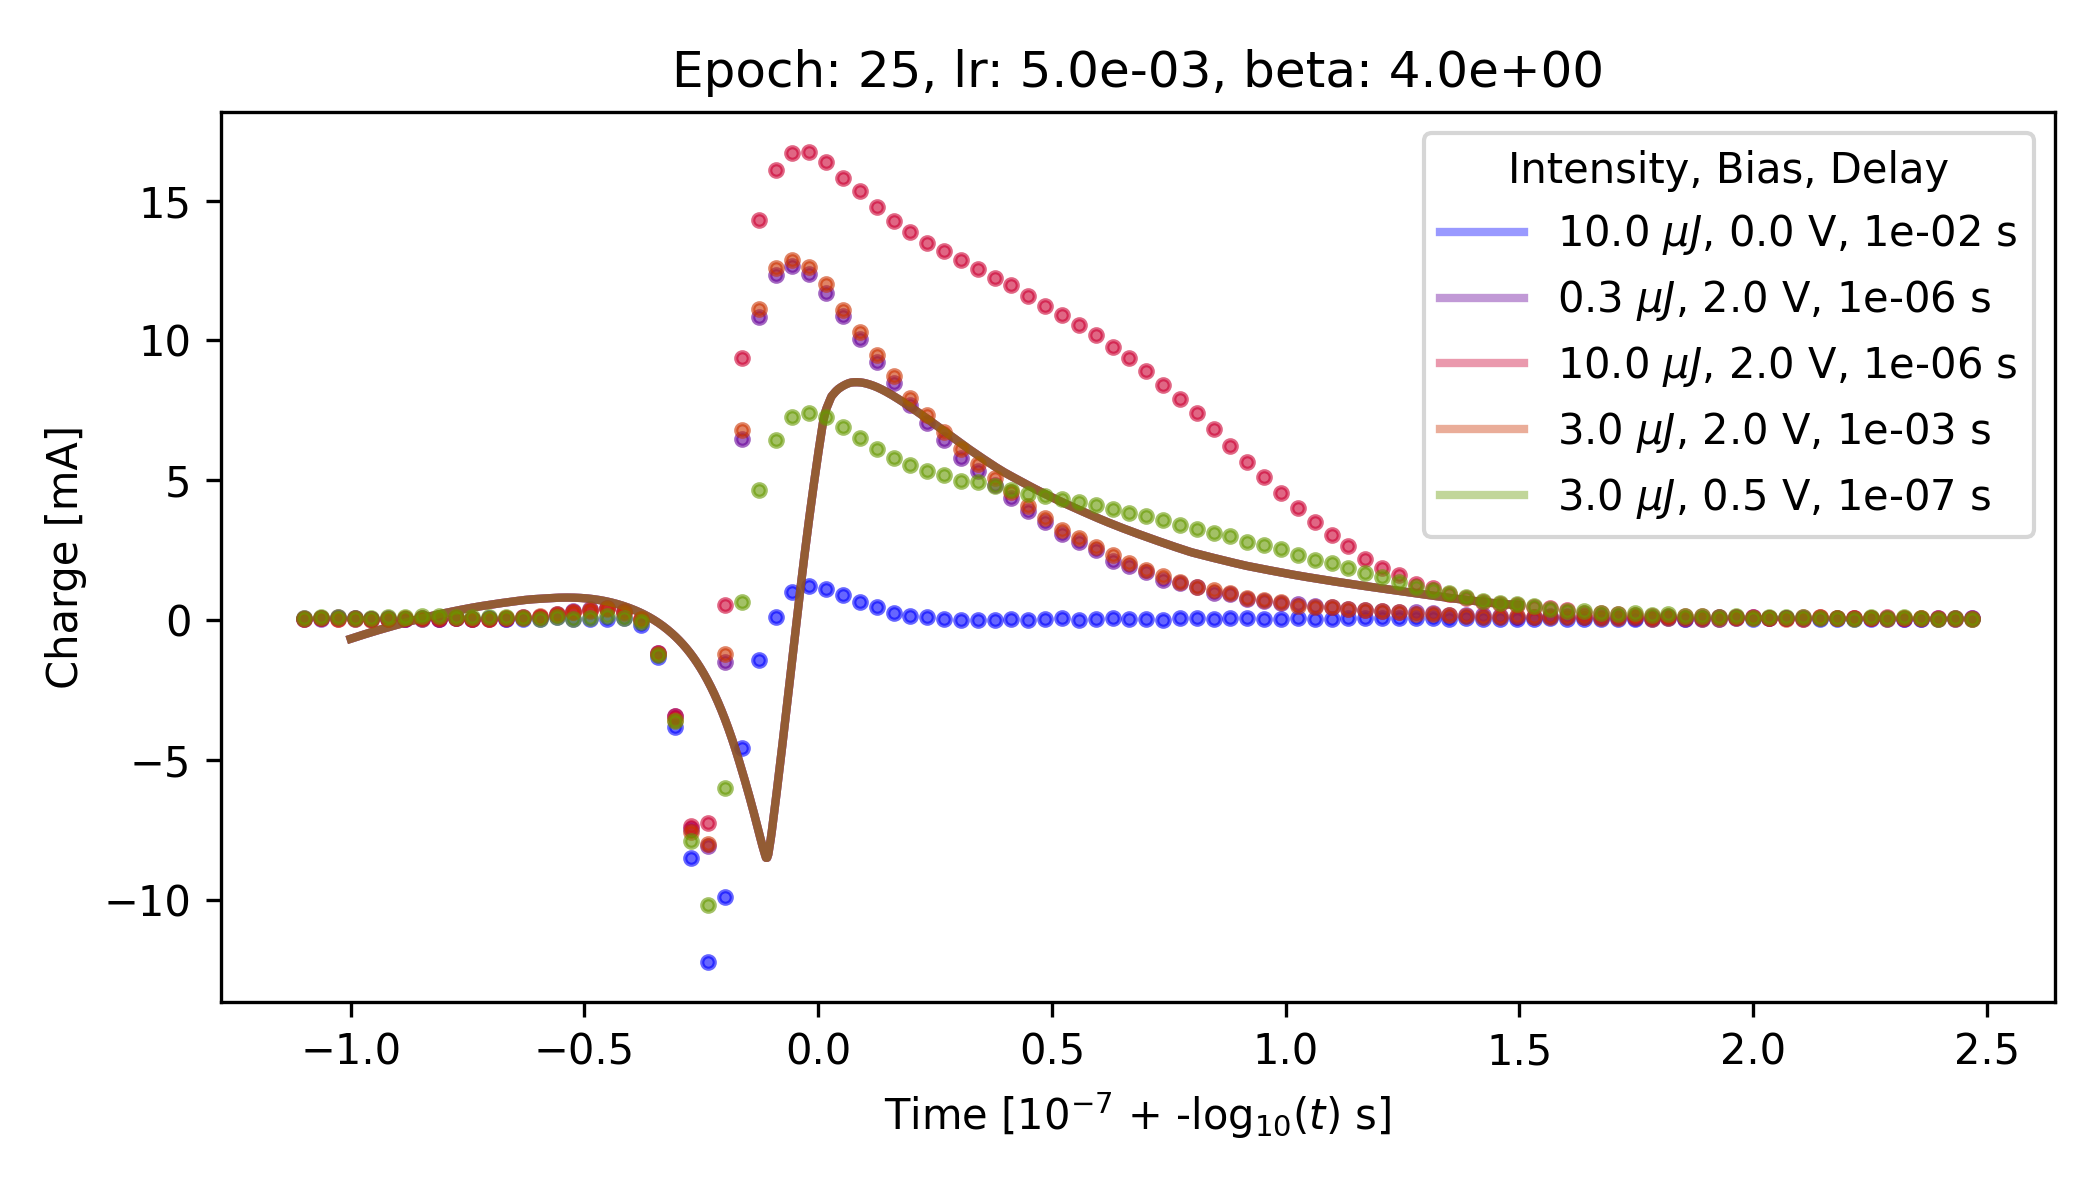 Epoch: 25, lr: 5.0e-03, beta: 4.0e+00
Charge [mA]
15
10
5
0
−5
−10
Intensity, Bias, Delay
10.0 μJ, 0.0 V, 1e-02 s
0.3 μJ, 2.0 V, 1e-06 s
10.0 μJ, 2.0 V, 1e-06 s
3.0 μJ, 2.0 V, 1e-03 s
3.0 μJ, 0.5 V, 1e-07 s
−1.0 −0.5 0.0 0.5 1.0 1.5 2.0 2.5
Time [10⁻⁷ + -log₁₀(t) s]